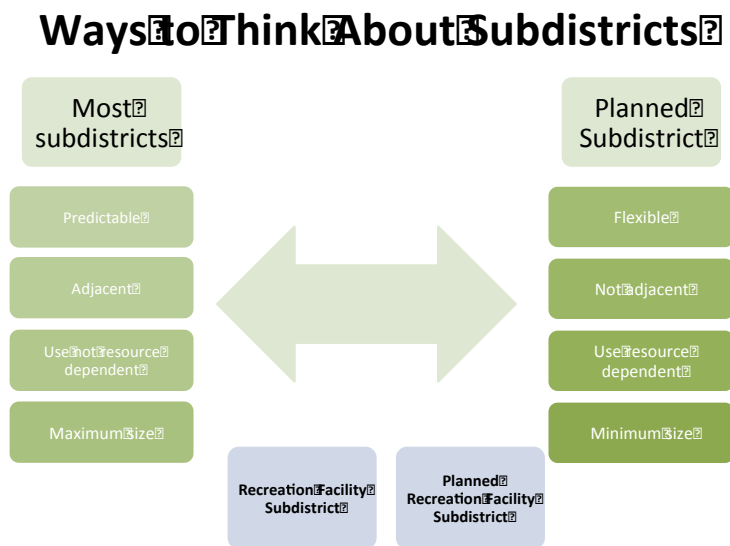 Ways to Think About Subdistricts
Most
subdistricts
Predictable
Adjacent
Use not resource
dependent
Maximum size
Planned
Subdistrict
Flexible
Not adjacent
Use resource
dependent
Minimum size
Recreation Facility
Subdistrict
Planned
Recreation Facility
Subdistrict